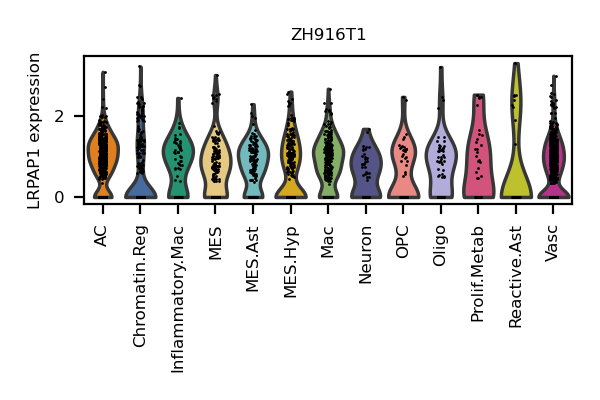 ZH916T1
LRPAP1 expression
2
0
AC
Chromatin.Reg
Inflammatory.Mac
MES
MES.Ast
MES.Hyp
Mac
Neuron
OPC
Oligo
Prolif.Metab
Reactive.Ast
Vasc